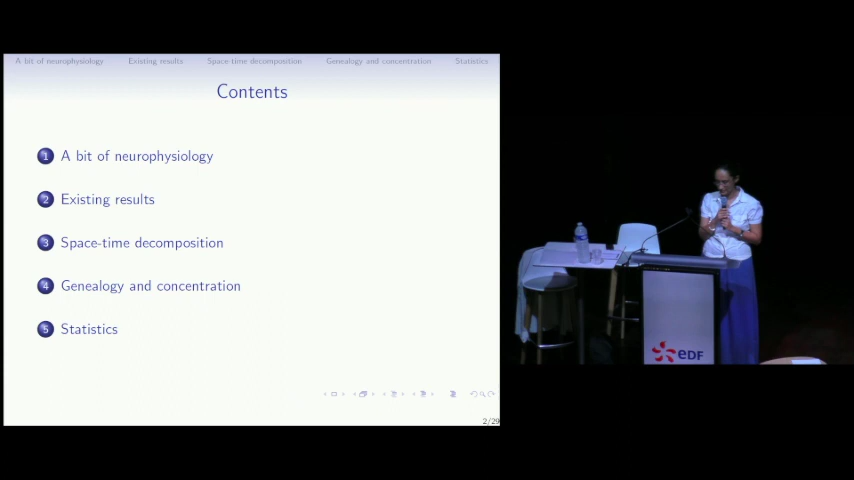 A bit of neurophysiology Existing results Space-time decomposition Genealogy and concentration Statistics
Contents
1 A bit of neurophysiology
2 Existing results
3 Space-time decomposition
4 Genealogy and concentration
5 Statistics
2/29
eDF